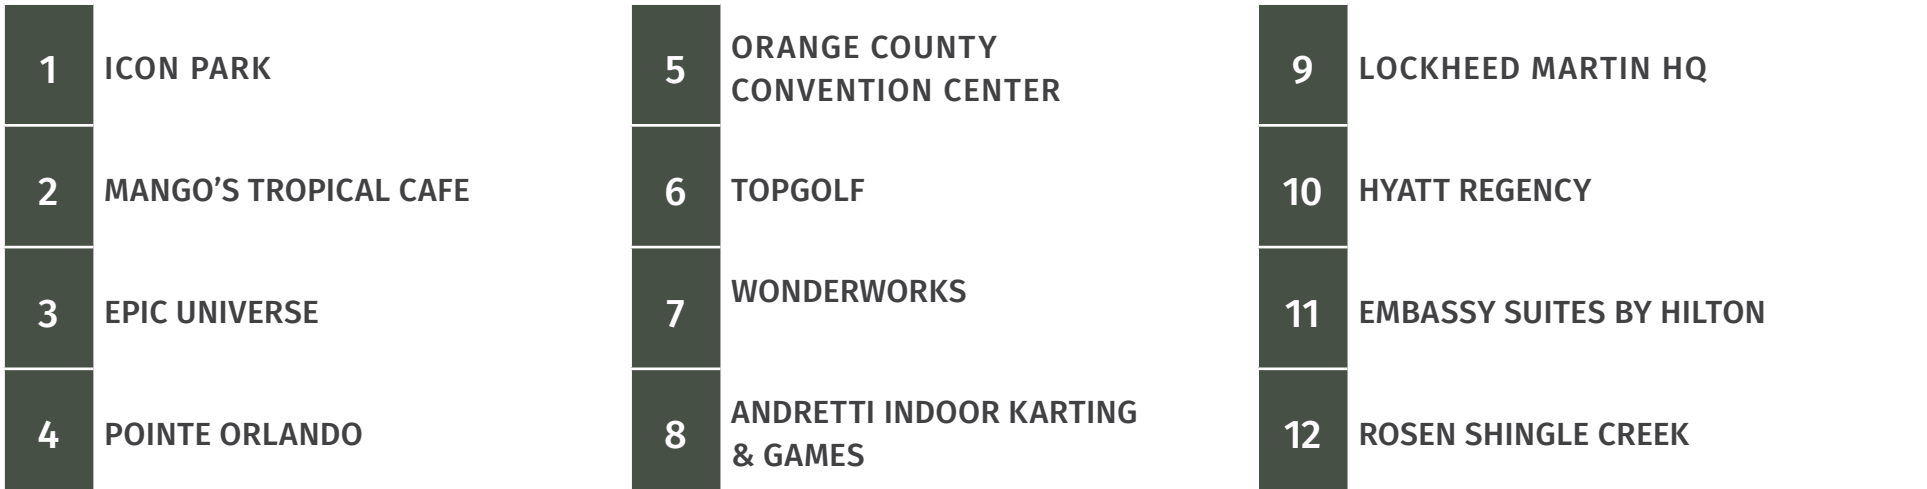 1 ICON PARK
2 MANGO’S TROPICAL CAFE
3 EPIC UNIVERSE
4 POINTE ORLANDO
5 ORANGE COUNTY
CONVENTION CENTER
6 TOPGOLF
7 WONDERWORKS
8 ANDRETTI INDOOR KARTING
& GAMES
9 LOCKHEED MARTIN HQ
10 HYATT REGENCY
11 EMBASSY SUITES BY HILTON
12 ROSEN SHINGLE CREEK